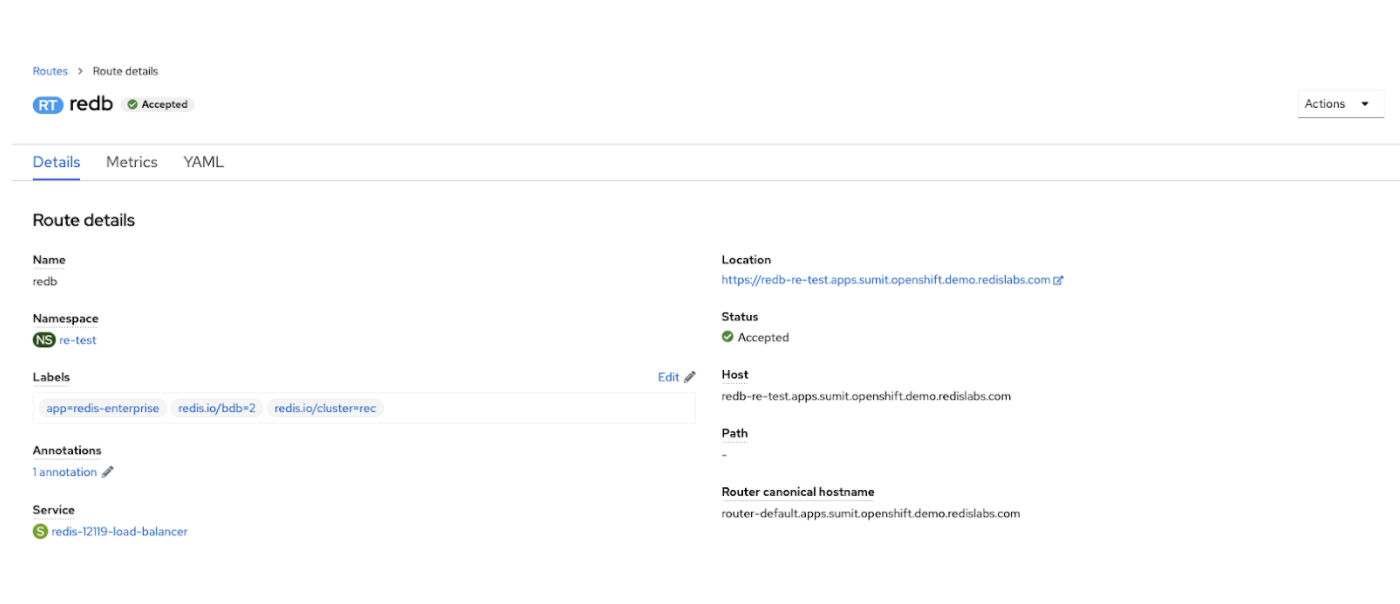 Routes > Route details
RT redb Accepted
Actions
Details Metrics YAML
Route details
Name
redb
Namespace
NS re-test
Labels Edit
app=redis-enterprise redis.io/bdb=2 redis.io/cluster=rec
Annotations
1 annotation
Service
S redis-12119-load-balancer
Location
https://redb-re-test.apps.sumit.openshift.demo.redislabs.com
Status
Accepted
Host
redb-re-test.apps.sumit.openshift.demo.redislabs.com
Path
-
Router canonical hostname
router-default.apps.sumit.openshift.demo.redislabs.com